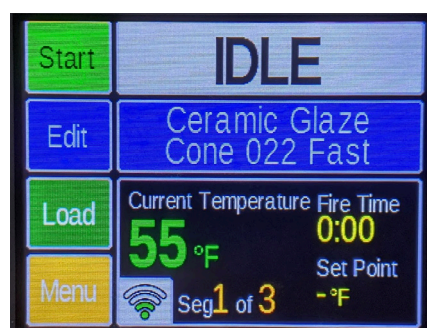 Start
IDLE
Edit
Ceramic Glaze
Cone 022 Fast
Load
Current Temperature
55 °F
Fire Time
0:00
Set Point
- °F
Menu
Seg1 of 3